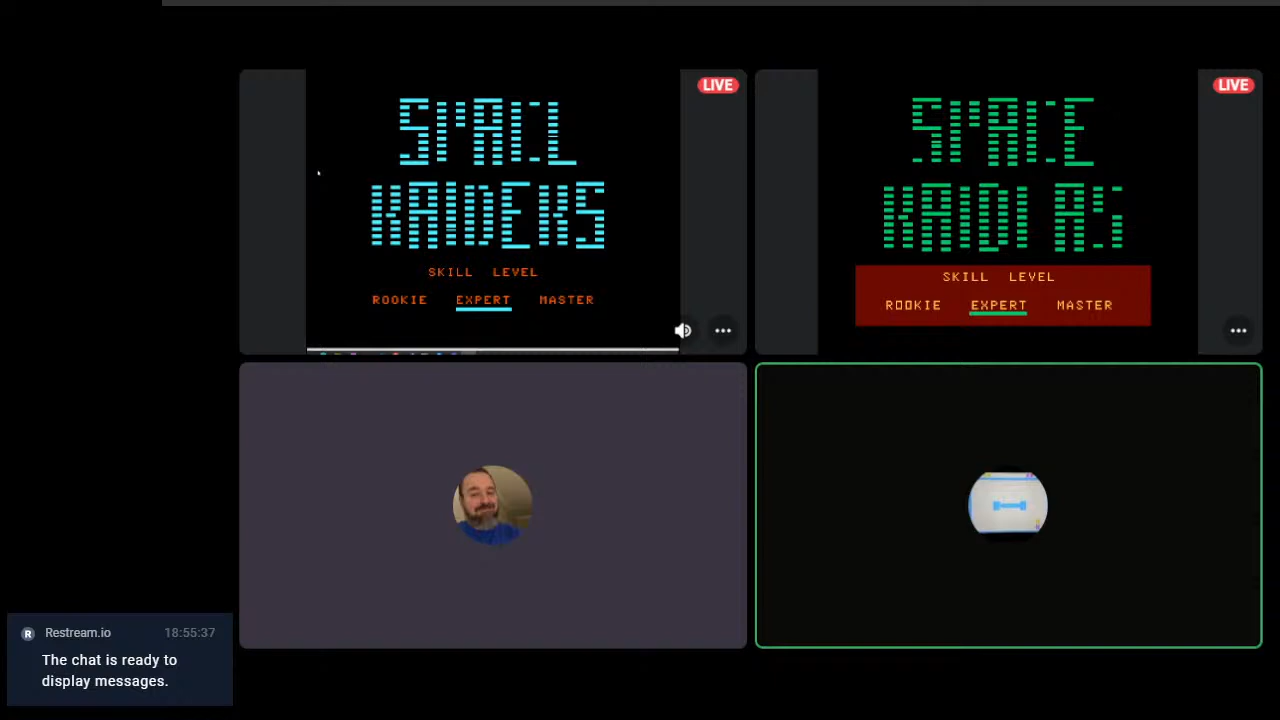 LIVE
SPACE
RAIDERS
SKILL LEVEL
ROOKIE EXPERT MASTER
LIVE
SPACE
RAIDERS
SKILL LEVEL
ROOKIE EXPERT MASTER
R Restream.io 18:55:37
The chat is ready to
display messages.